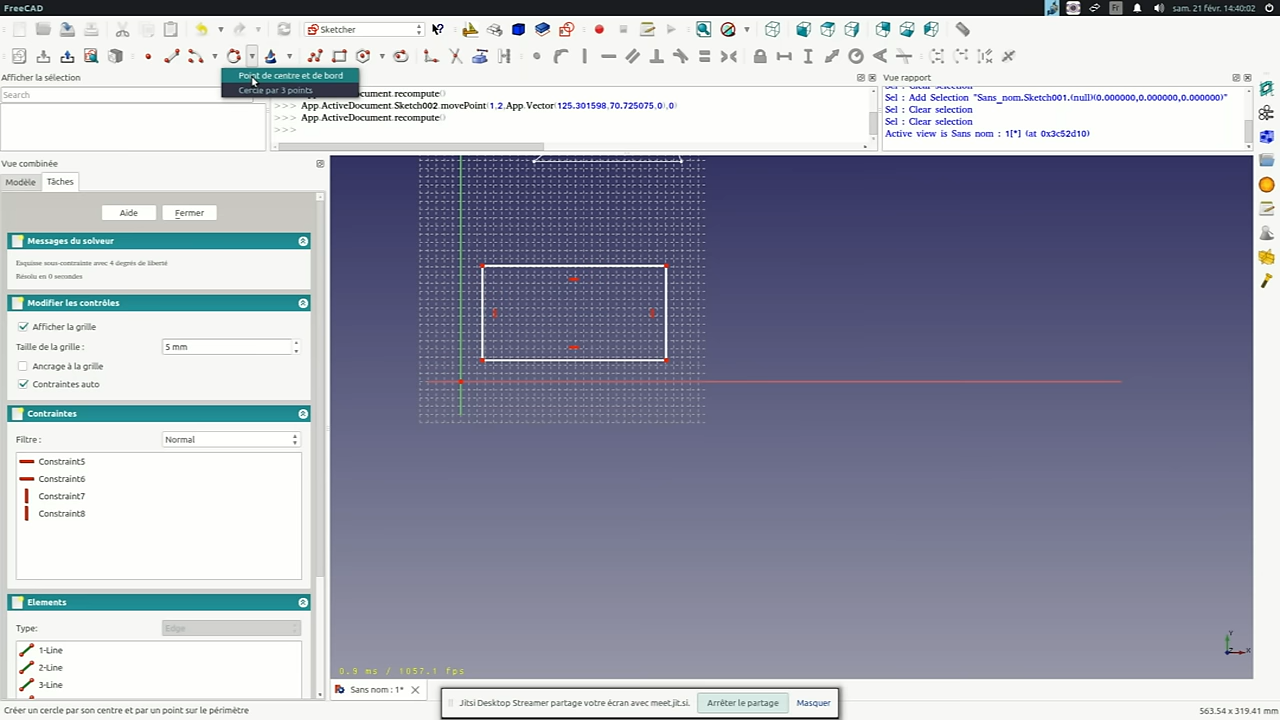 FreeCAD
Fr
sam. 21 févr. 14:40:02
Sketcher
Afficher la sélection
Search
Point de centre et de bord
Cercle par 3 points
App.ActiveDocument.recompute()
>>> App.ActiveDocument.Sketch002.movePoint(1,2,App.Vector(125.301598,70.725075,0),0)
>>> App.ActiveDocument.recompute()
>>>
Vue rapport
Sel : Clear selection
Sel : Add Selection "Sans_nom.Sketch001.(null)(0.000000,0.000000,0.000000)"
Sel : Clear selection
Sel : Clear selection
Active view is Sans nom : 1[*] (at 0x3c52d10)
Vue combinée
Modèle
Tâches
Aide
Fermer
Messages du solveur
Esquisse sous-contrainte avec 4 degrés de liberté
Résolu en 0 secondes
Modifier les contrôles
Afficher la grille
Taille de la grille :
5 mm
Ancrage à la grille
Contraintes auto
Contraintes
Filtre :
Normal
Constraint5
Constraint6
Constraint7
Constraint8
Elements
Type:
Edge
1-Line
2-Line
3-Line
0.9 ms / 1057.1 fps
Y
X
Sans nom : 1*
Jitsi Desktop Streamer partage votre écran avec meet.jit.si.
Arrêter le partage
Masquer
Créer un cercle par son centre et par un point sur le périmètre
563.54 x 319.41 mm